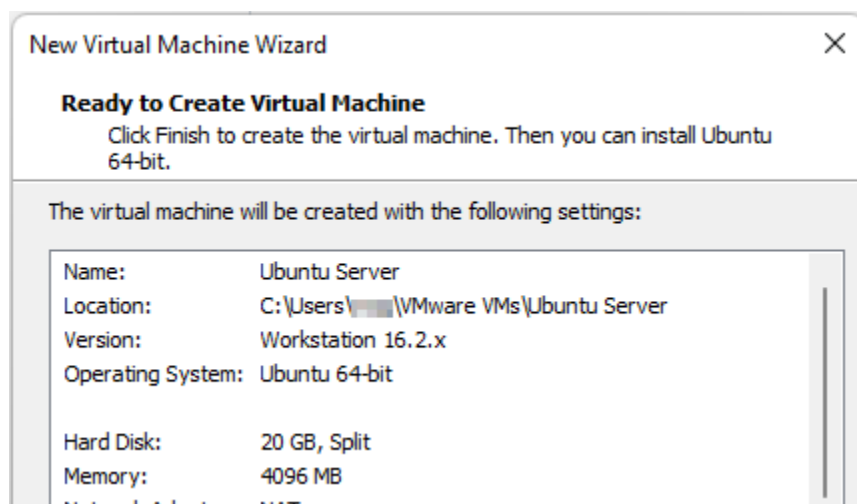 New Virtual Machine Wizard
Ready to Create Virtual Machine
Click Finish to create the virtual machine. Then you can install Ubuntu
64-bit.
The virtual machine will be created with the following settings:
Name: Ubuntu Server
Location: C:\Users\ \VMware VMs\Ubuntu Server
Version: Workstation 16.2.x
Operating System: Ubuntu 64-bit
Hard Disk: 20 GB, Split
Memory: 4096 MB